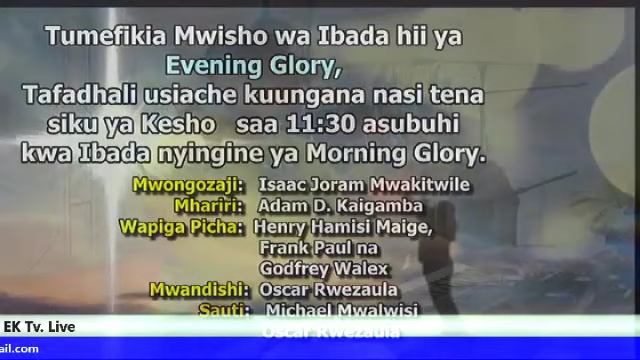 Tumefikia Mwisho wa Ibada hii ya
Evening Glory,
Tafadhali usiache kuungana nasi tena
siku ya Kesho saa 11:30 asubuhi
kwa Ibada nyingine ya Morning Glory.
Mwongozaji: Isaac Joram Mwakitwile
Mhariri: Adam D. Kaigamba
Wapiga Picha: Henry Hamisi Maige,
Frank Paul na
Godfrey Walex
Mwandishi: Oscar Rwezaula
Sauti: Michael Mwalwisi
Oscar Rwezaula
EK Tv. Live
ail.com